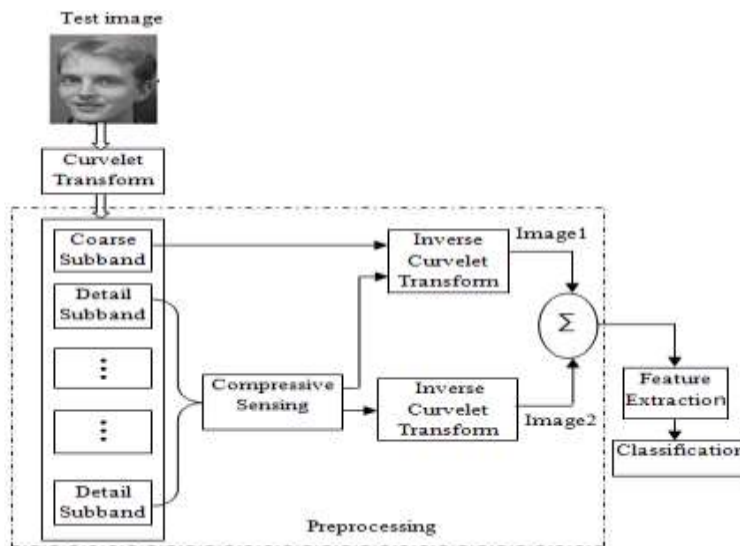 Test image
Curvelet
Transform
Coarse
Subband
Detail
Subband
...
...
Detail
Subband
Compressive
Sensing
Inverse
Curvelet
Transform
Image1
Inverse
Curvelet
Transform
Image2
Σ
Feature
Extraction
Classification
Preprocessing